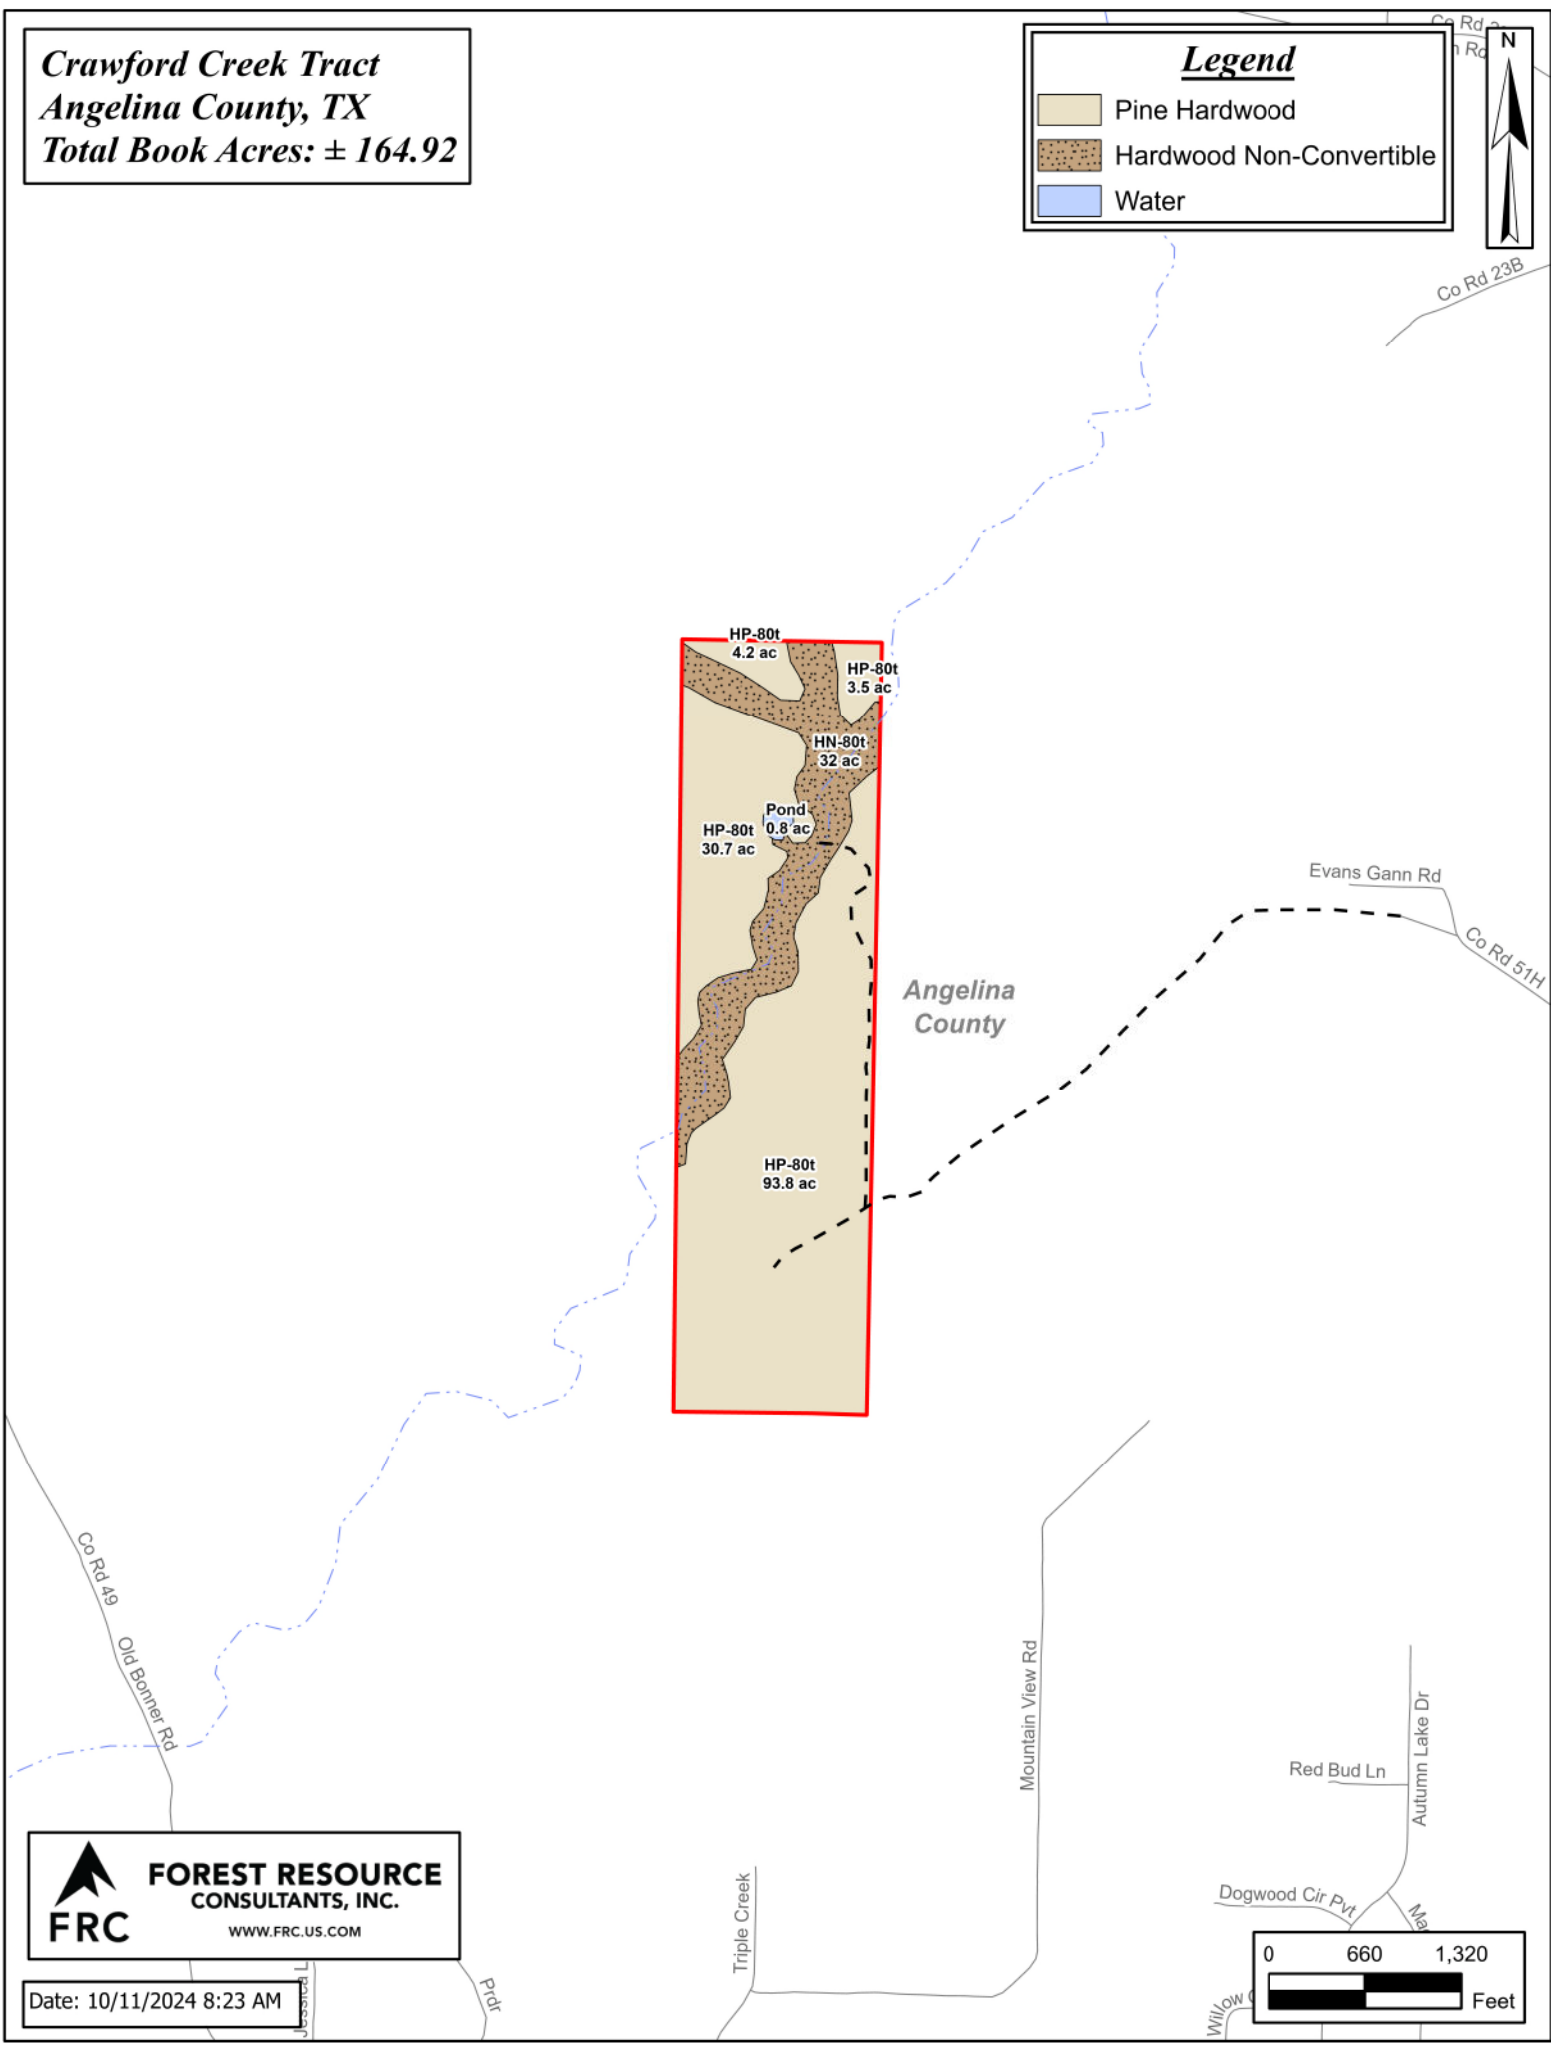 Crawford Creek Tract
Angelina County, TX
Total Book Acres: ± 164.92
Legend
Pine Hardwood
Hardwood Non-Convertible
Water
N
Co Rd
Co Rd 23B
HP-80t
4.2 ac
HP-80t
3.5 ac
HN-80t
32 ac
Pond
0.8 ac
HP-80t
30.7 ac
Evans Gann Rd
Co Rd 51H
Angelina
County
HP-80t
93.8 ac
Co Rd 49
Old Bonner Rd
Mountain View Rd
Autumn Lake Dr
Red Bud Ln
Dogwood Cir Pvt
Triple Creek
Prdr
Willow
FRC
FOREST RESOURCE
CONSULTANTS, INC.
WWW.FRC.US.COM
Date: 10/11/2024 8:23 AM
0 660 1,320
Feet